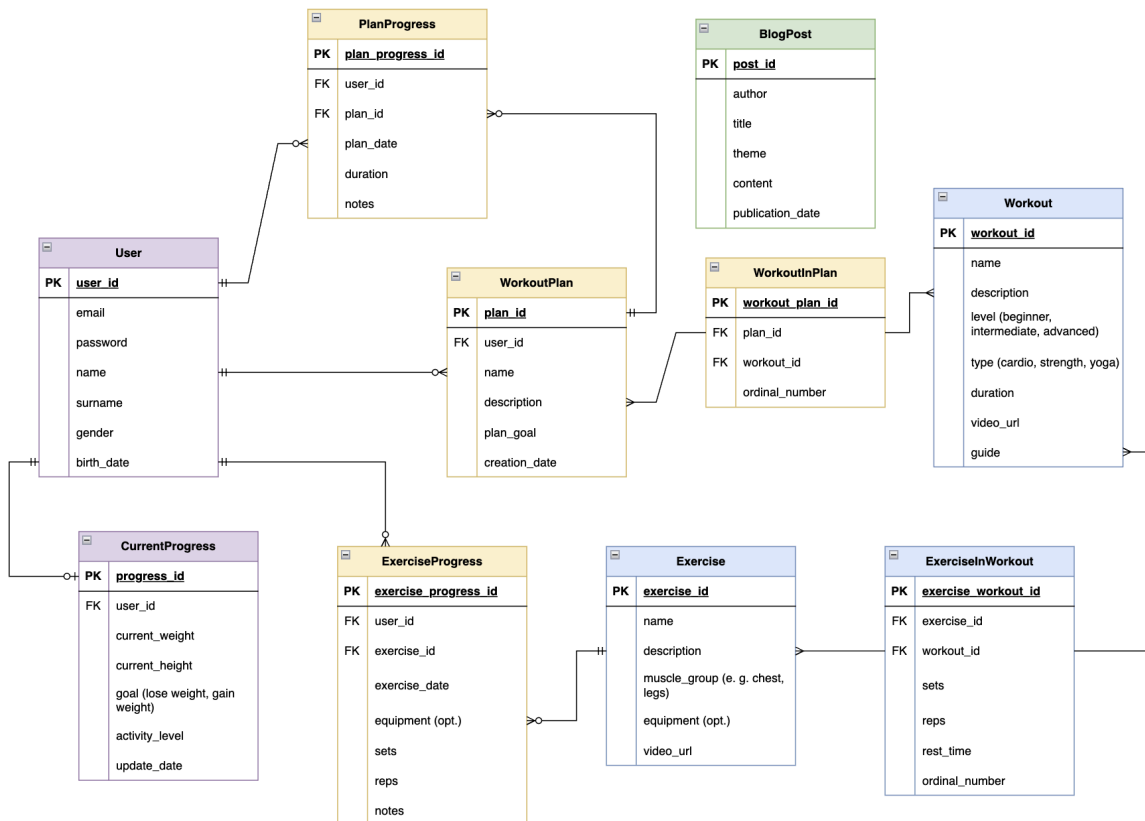 PlanProgress
PK plan_progress_id
FK user_id
FK plan_id
plan_date
duration
notes
BlogPost
PK post_id
author
title
theme
content
publication_date
User
PK user_id
email
password
name
surname
gender
birth_date
WorkoutPlan
PK plan_id
FK user_id
name
description
plan_goal
creation_date
WorkoutInPlan
PK workout_plan_id
FK plan_id
FK workout_id
ordinal_number
Workout
PK workout_id
name
description
level (beginner,
intermediate, advanced)
type (cardio, strength, yoga)
duration
video_url
guide
CurrentProgress
PK progress_id
FK user_id
current_weight
current_height
goal (lose weight, gain
weight)
activity_level
update_date
ExerciseProgress
PK exercise_progress_id
FK user_id
FK exercise_id
exercise_date
equipment (opt.)
sets
reps
notes
Exercise
PK exercise_id
name
description
muscle_group (e. g. chest,
legs)
equipment (opt.)
video_url
ExerciseInWorkout
PK exercise_workout_id
FK exercise_id
FK workout_id
sets
reps
rest_time
ordinal_number